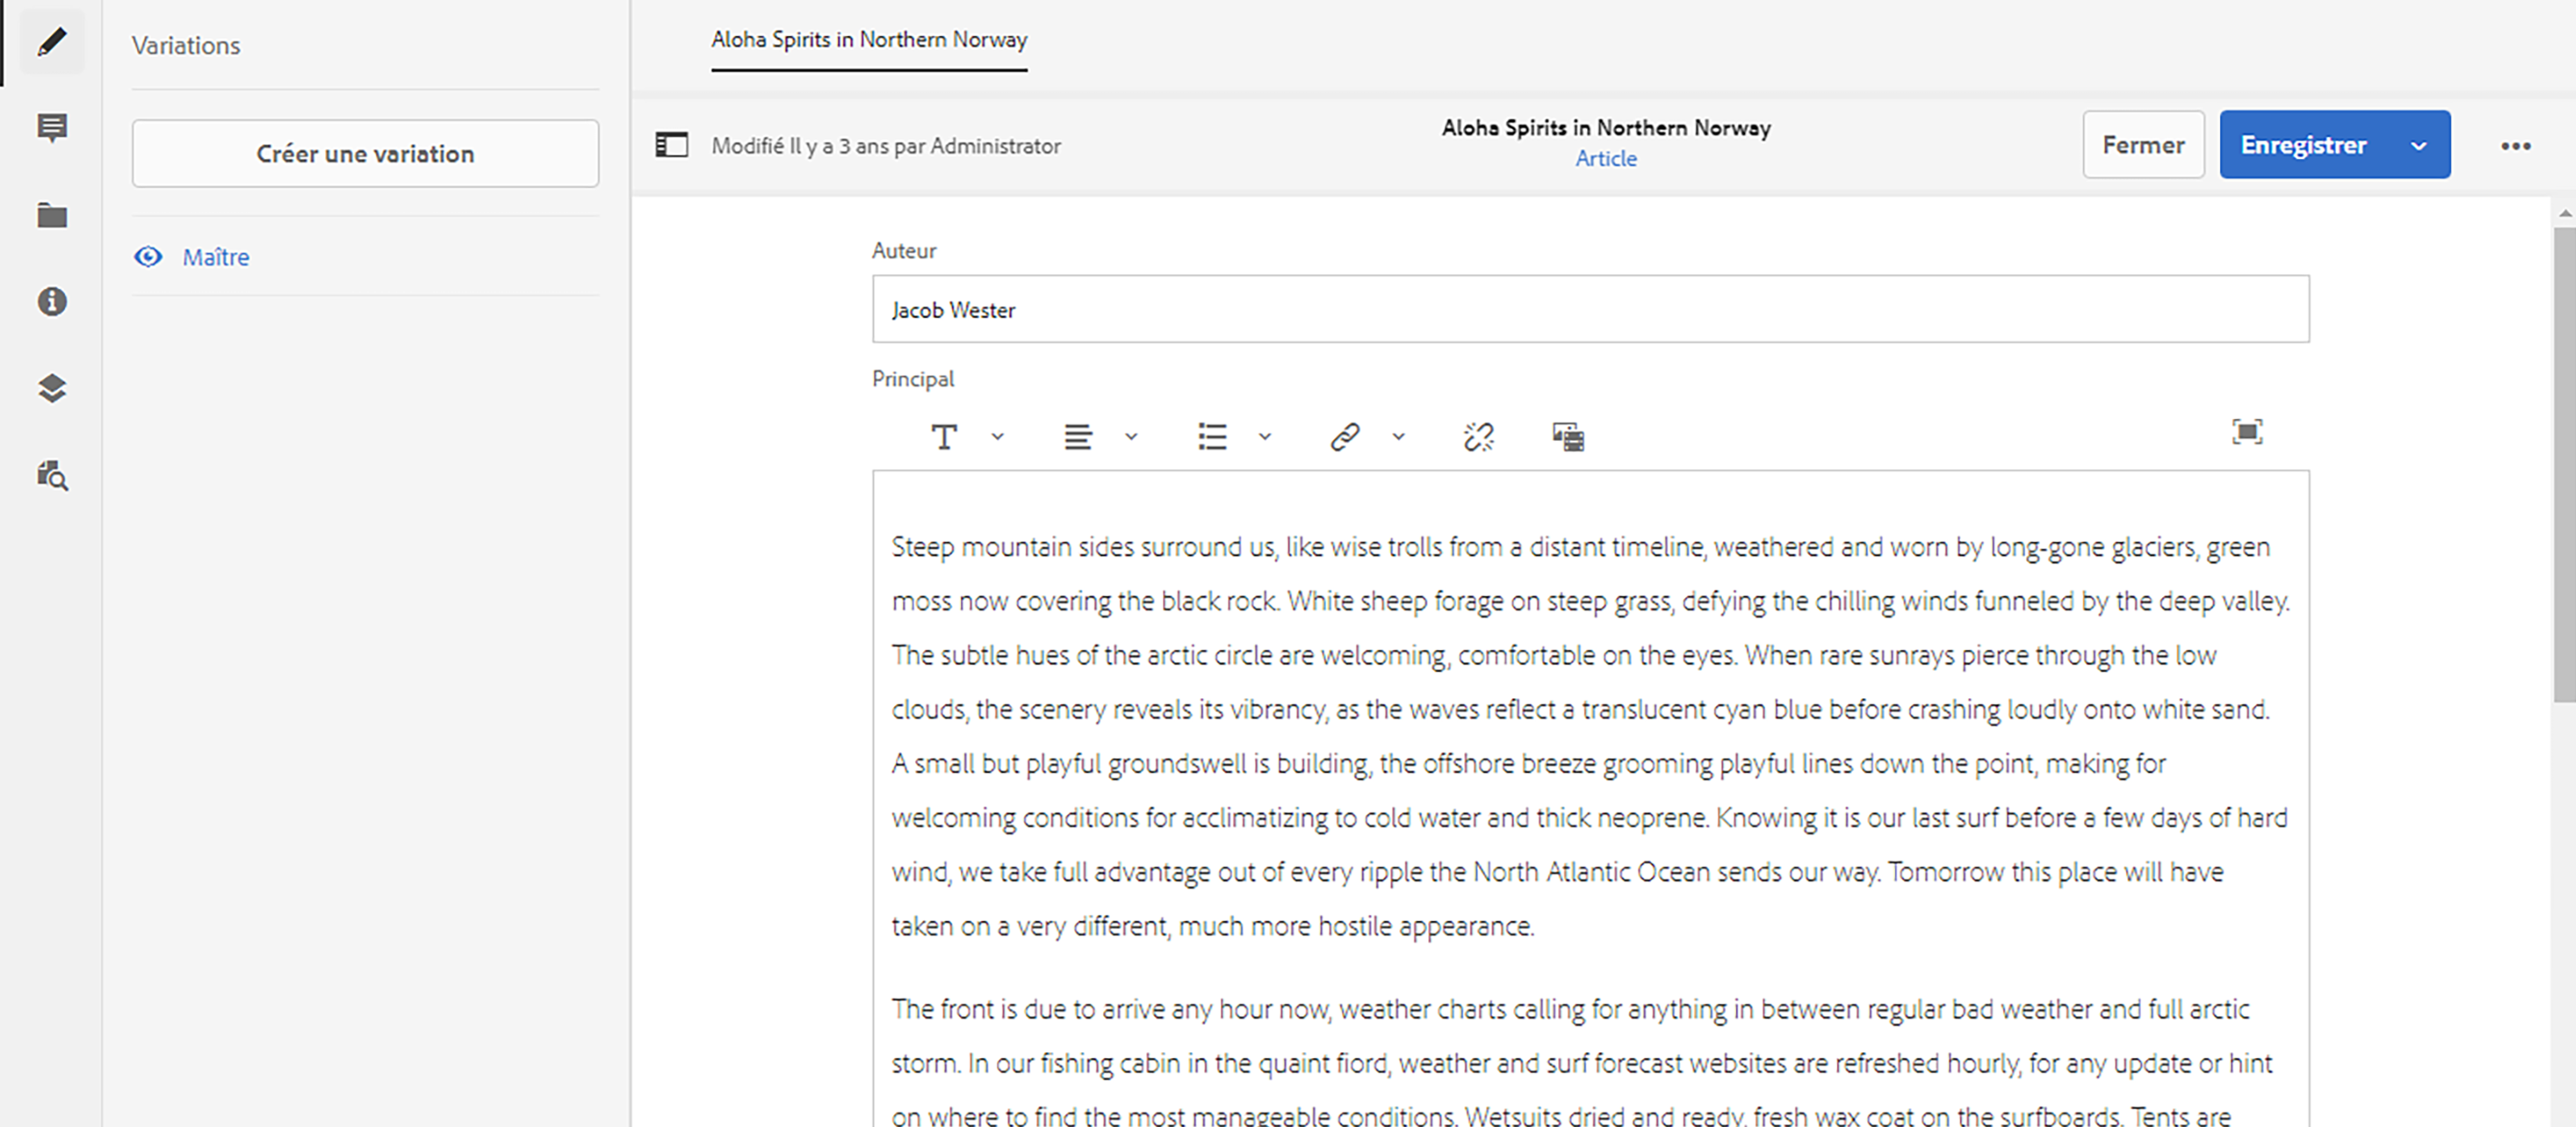 Variations
Créer une variation
Maître
Aloha Spirits in Northern Norway
Modifié Il y a 3 ans par Administrator
Aloha Spirits in Northern Norway
Article
Fermer
Enregistrer
Auteur
Jacob Wester
Principal
Steep mountain sides surround us, like wise trolls from a distant timeline, weathered and worn by long-gone glaciers, green
moss now covering the black rock. White sheep forage on steep grass, defying the chilling winds funneled by the deep valley.
The subtle hues of the arctic circle are welcoming, comfortable on the eyes. When rare sunrays pierce through the low
clouds, the scenery reveals its vibrancy, as the waves reflect a translucent cyan blue before crashing loudly onto white sand.
A small but playful groundswell is building, the offshore breeze grooming playful lines down the point, making for
welcoming conditions for acclimatizing to cold water and thick neoprene. Knowing it is our last surf before a few days of hard
wind, we take full advantage out of every ripple the North Atlantic Ocean sends our way. Tomorrow this place will have
taken on a very different, much more hostile appearance.
The front is due to arrive any hour now, weather charts calling for anything in between regular bad weather and full arctic
storm. In our fishing cabin in the quaint fiord, weather and surf forecast websites are refreshed hourly, for any update or hint
on where to find the most manageable conditions. Wetsuits dried and ready, fresh wax coat on the surfboards. Tents are